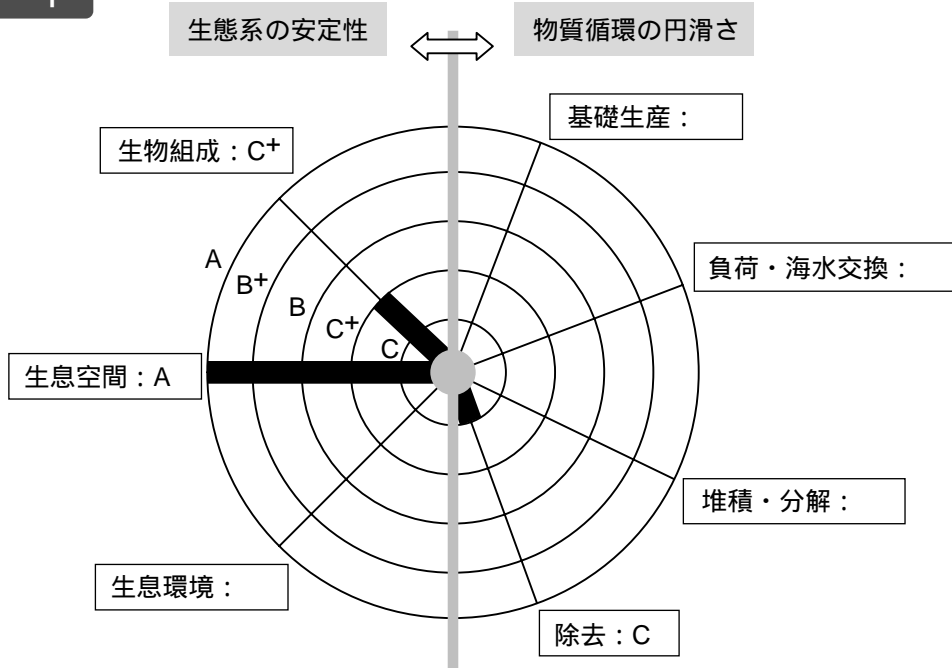 生態系の安定性
物質循環の円滑さ
基礎生産：
生物組成：C+
負荷・海水交換：
A
B+
B
C+
C
生息空間：A
堆積・分解：
生息環境：
除去：C